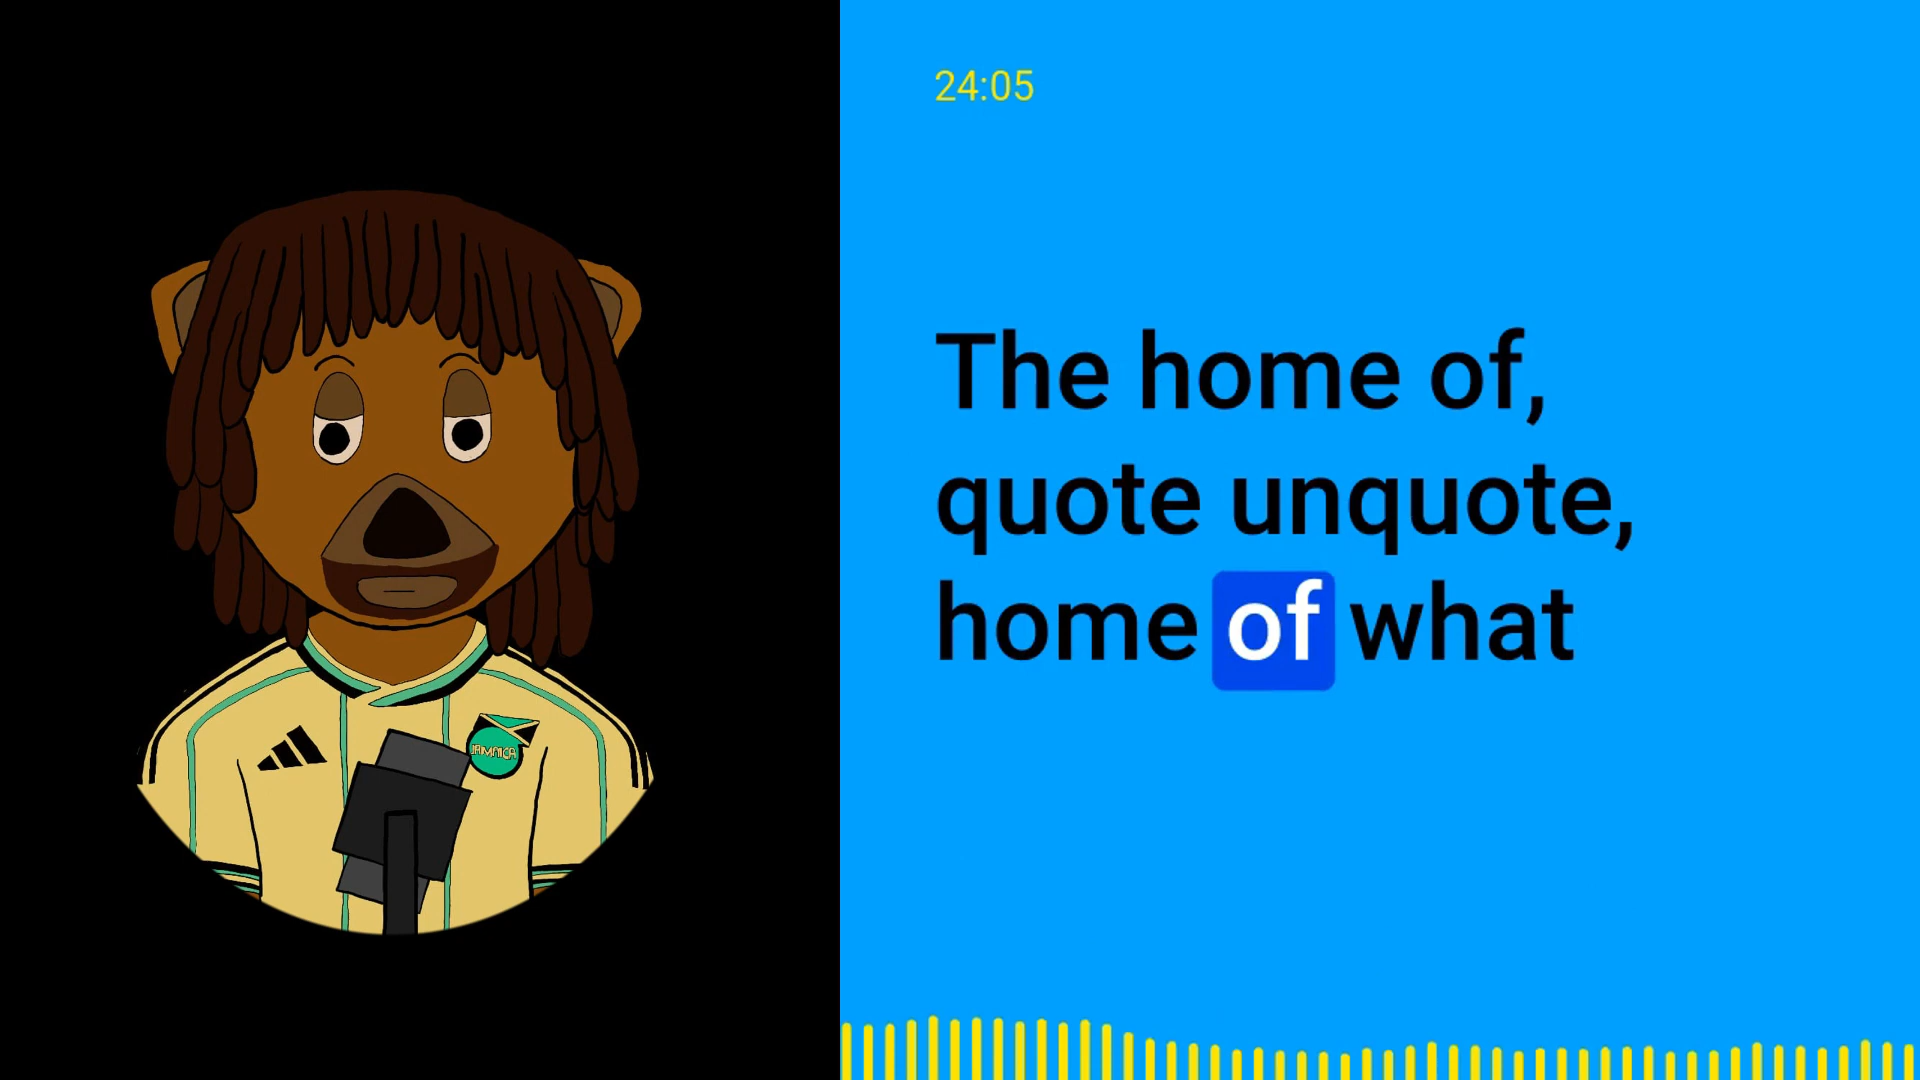 24:05
The home of,
quote unquote,
home of what
JAMAICA